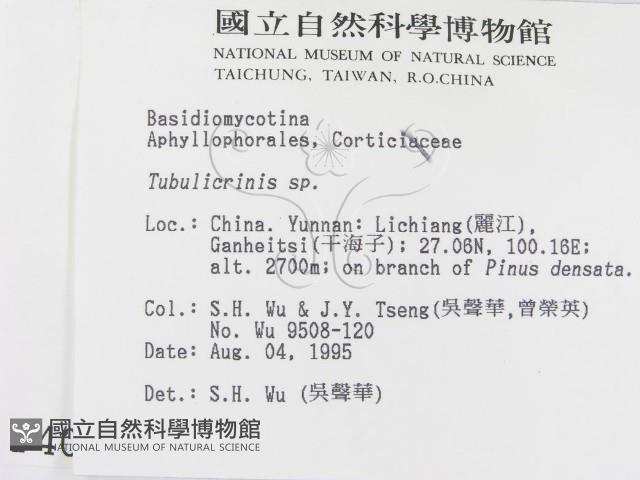 國立自然科學博物館
NATIONAL MUSEUM OF NATURAL SCIENCE
TAICHUNG, TAIWAN, R.O.CHINA
Basidiomycotina
Aphyllophorales, Corticiaceae
Tubulicrinis sp.
Loc.: China. Yunnan: Lichiang(麗江),
Ganheitsi(干海子); 27.06N, 100.16E;
alt. 2700m; on branch of Pinus densata.
Col.: S.H. Wu & J.Y. Tseng(吳聲華,曾榮英)
No. Wu 9508-120
Date: Aug. 04, 1995
Det.: S.H. Wu (吳聲華)
國立自然科學博物館
NATIONAL MUSEUM OF NATURAL SCIENCE